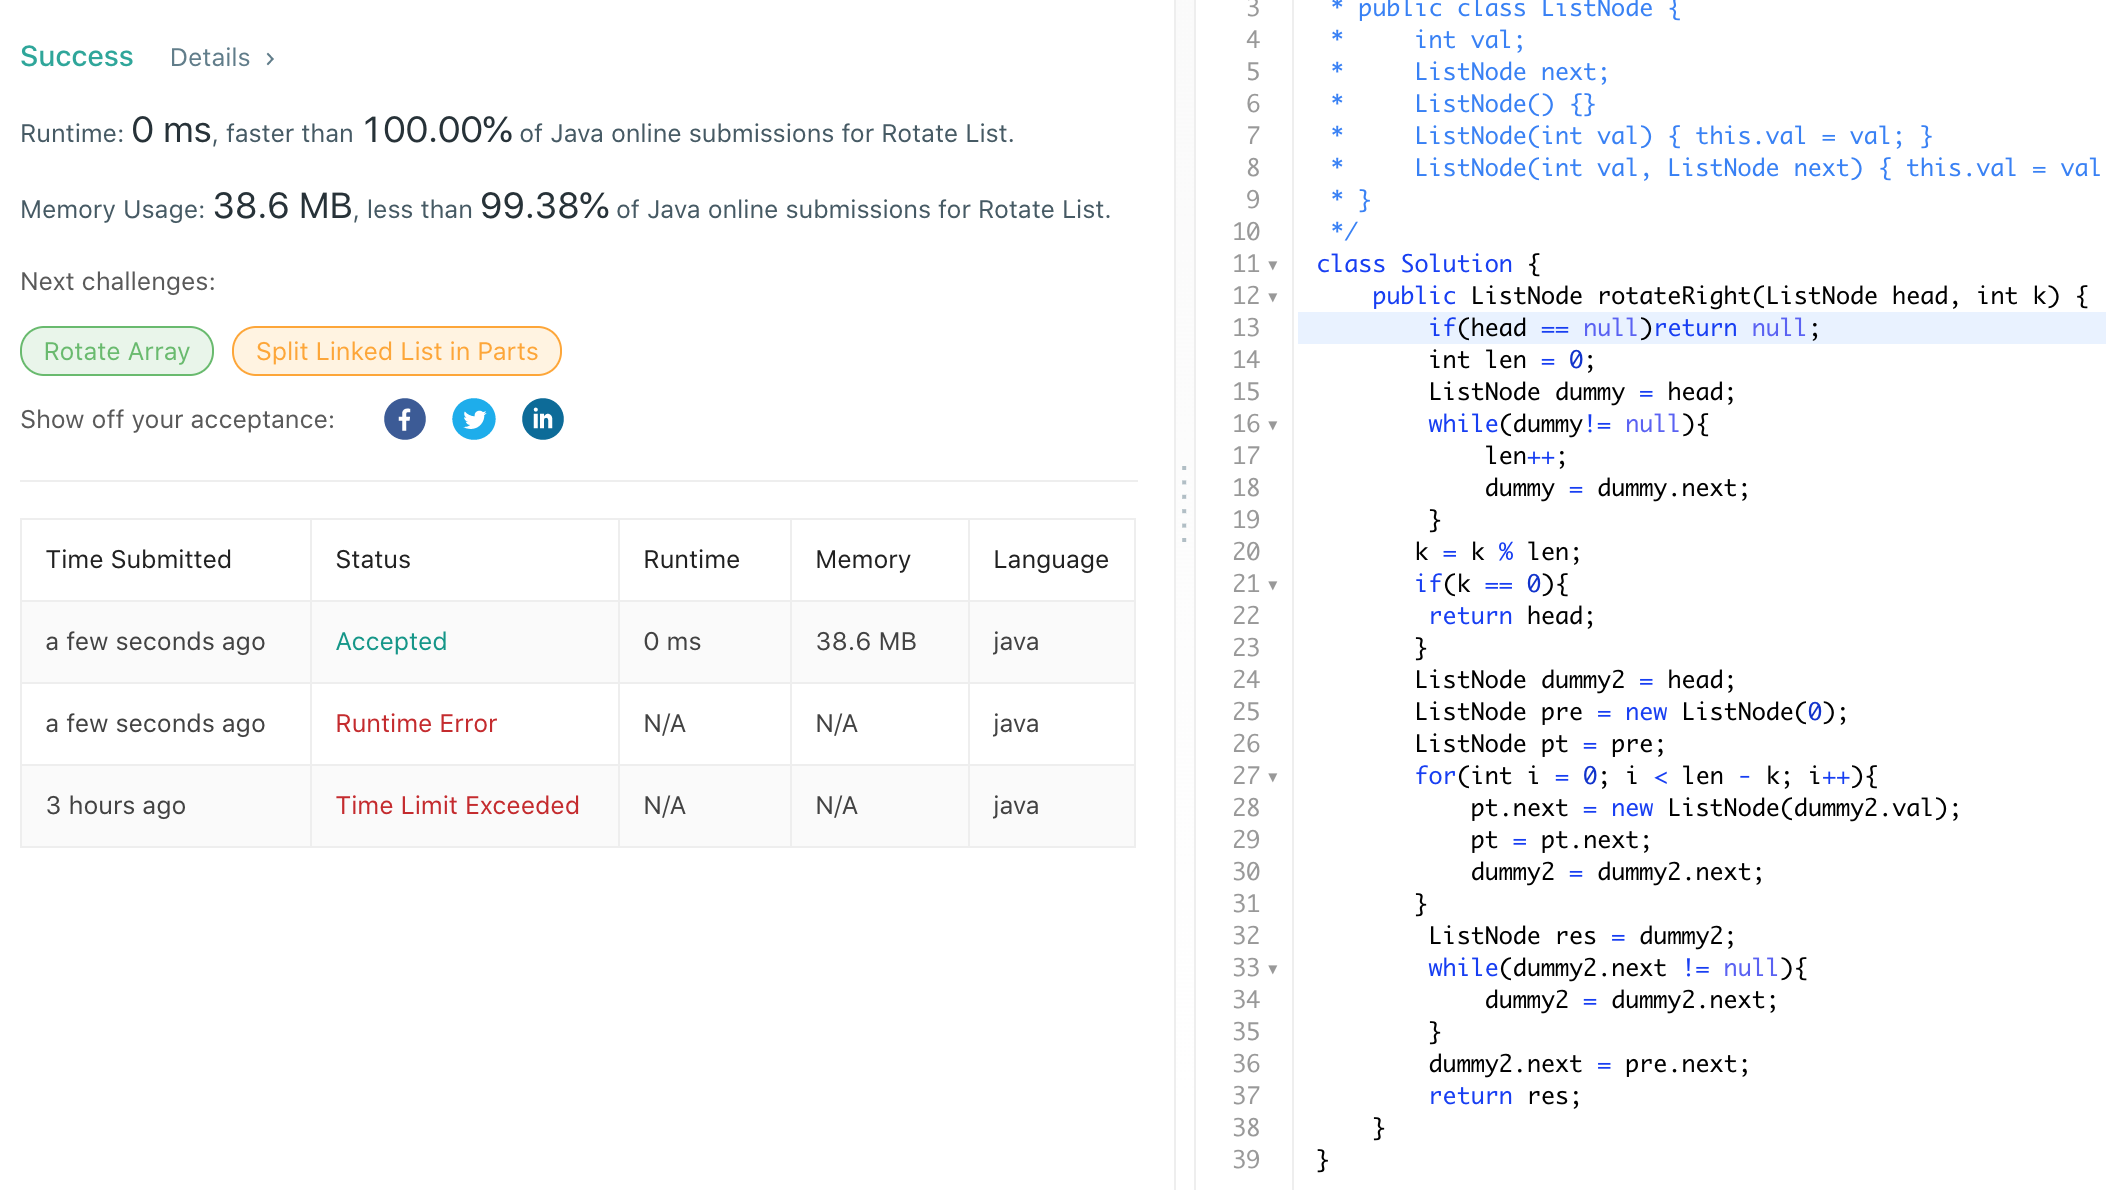 Success Details ›
Runtime: 0 ms, faster than 100.00% of Java online submissions for Rotate List.
Memory Usage: 38.6 MB, less than 99.38% of Java online submissions for Rotate List.
Next challenges:
Rotate Array Split Linked List in Parts
Show off your acceptance:
Time Submitted Status Runtime Memory Language
a few seconds ago Accepted 0 ms 38.6 MB java
a few seconds ago Runtime Error N/A N/A java
3 hours ago Time Limit Exceeded N/A N/A java
3 * public class ListNode {
4 *     int val;
5 *     ListNode next;
6 *     ListNode() {}
7 *     ListNode(int val) { this.val = val; }
8 *     ListNode(int val, ListNode next) { this.val = val
9 * }
10 */
11 class Solution {
12     public ListNode rotateRight(ListNode head, int k) {
13         if(head == null)return null;
14         int len = 0;
15         ListNode dummy = head;
16         while(dummy!= null){
17             len++;
18             dummy = dummy.next;
19         }
20        k = k % len;
21        if(k == 0){
22         return head;
23        }
24        ListNode dummy2 = head;
25        ListNode pre = new ListNode(0);
26        ListNode pt = pre;
27        for(int i = 0; i < len - k; i++){
28            pt.next = new ListNode(dummy2.val);
29            pt = pt.next;
30            dummy2 = dummy2.next;
31        }
32         ListNode res = dummy2;
33         while(dummy2.next != null){
34             dummy2 = dummy2.next;
35         }
36         dummy2.next = pre.next;
37         return res;
38     }
39 }